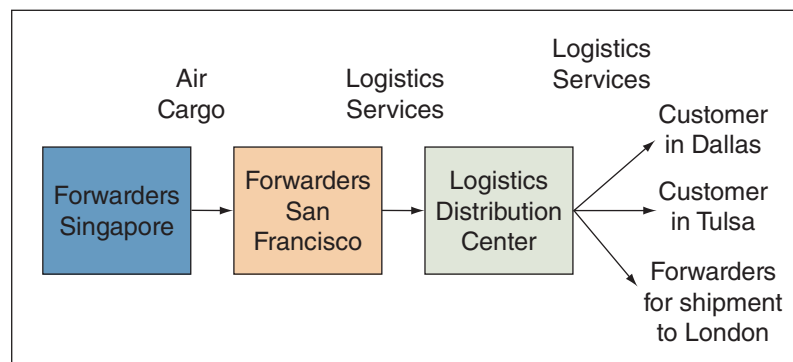 Air
Cargo
Logistics
Services
Logistics
Services
Forwarders
Singapore
Forwarders
San
Francisco
Logistics
Distribution
Center
Customer
in Dallas
Customer
in Tulsa
Forwarders
for shipment
to London